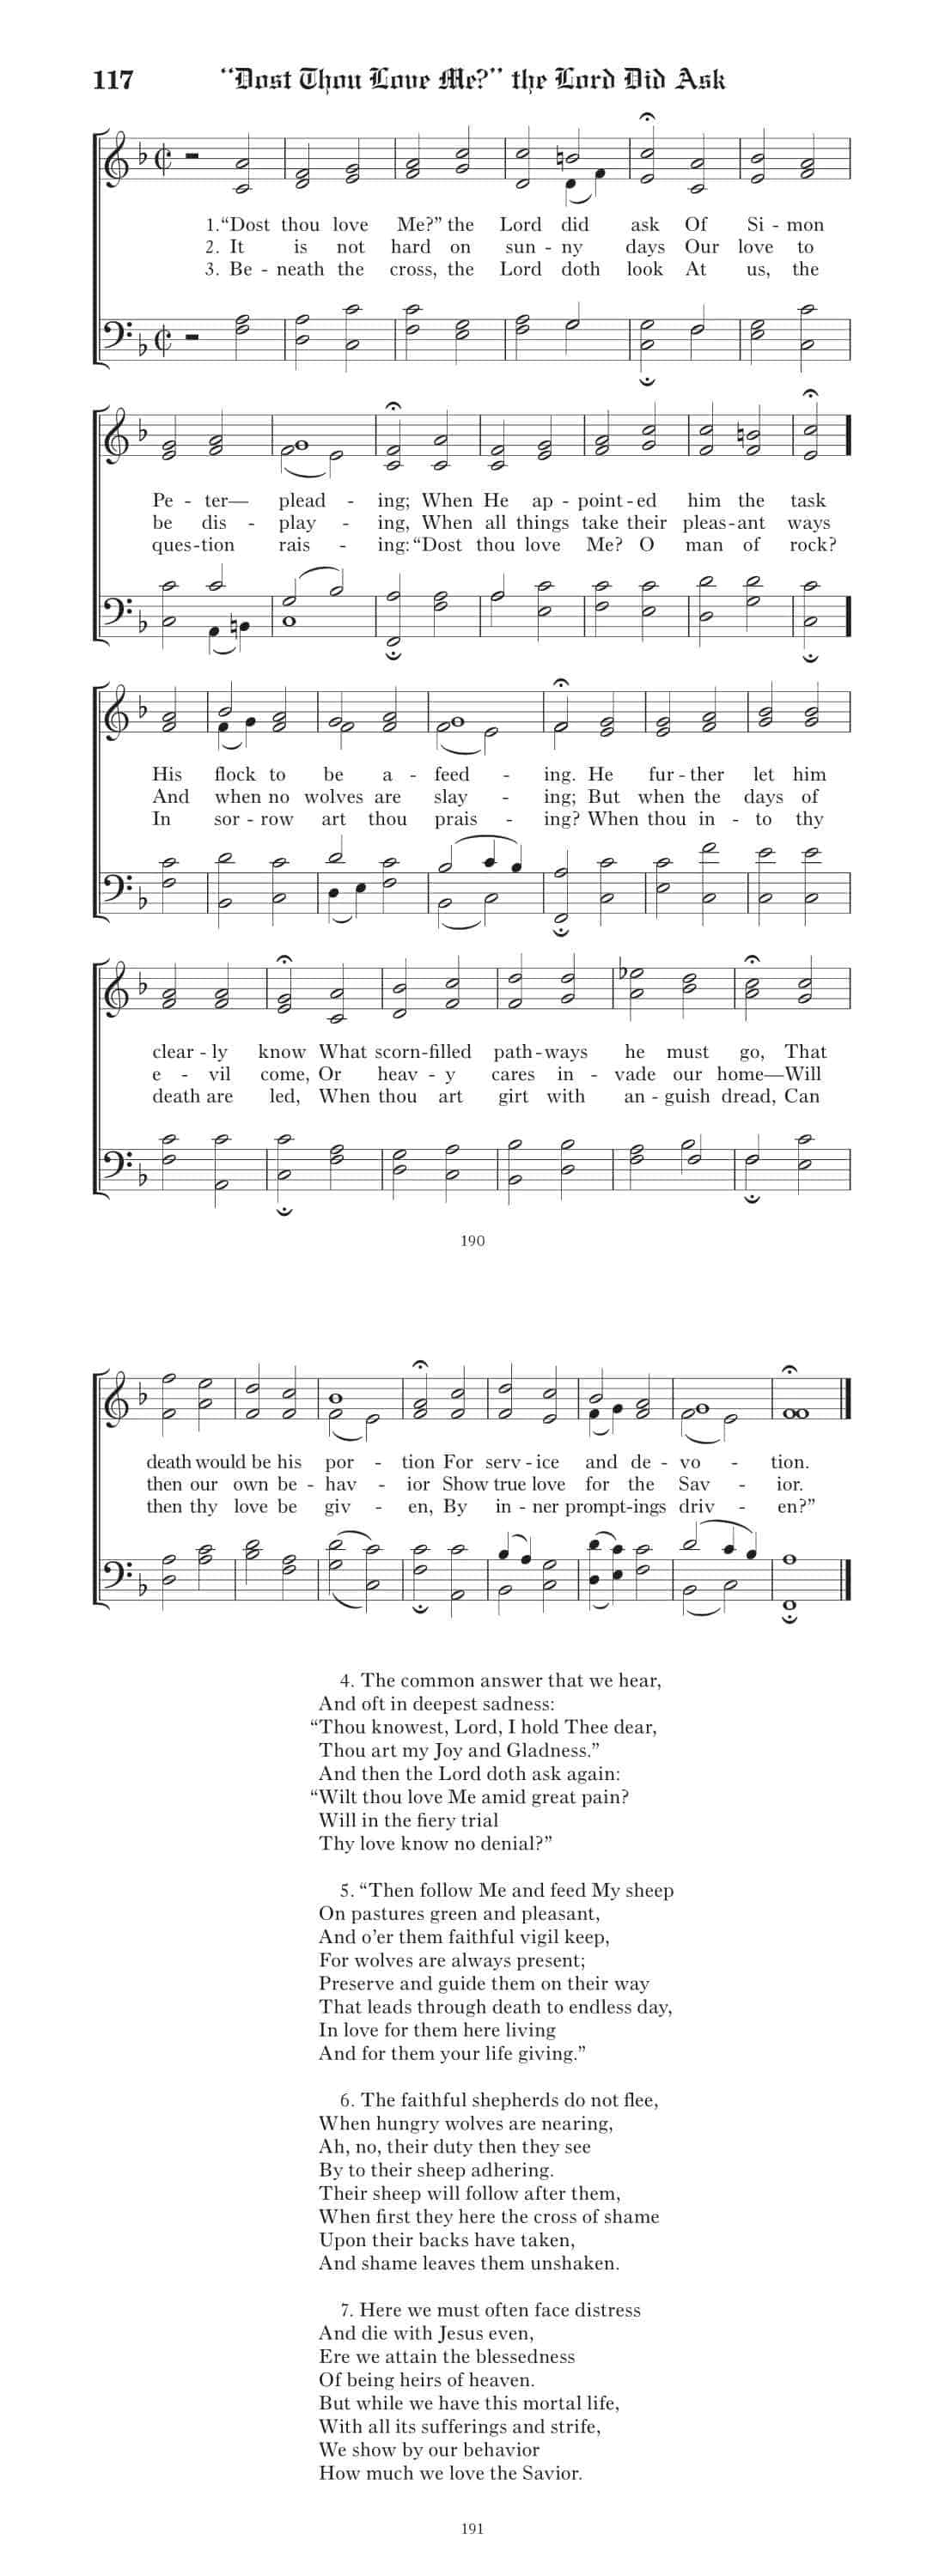 117 “Dost Thou Love Me?” the Lord Did Ask
1. “Dost thou love Me?” the Lord did ask Of Si - mon
2. It is not hard on sun - ny days Our love to
3. Be - neath the cross, the Lord doth look At us, the
Pe - ter— plead - ing; When He ap - point - ed him the task
be dis - play - ing, When all things take their pleas - ant ways
ques - tion rais - ing: “Dost thou love Me? O man of rock?
His flock to be a - feed - ing. He fur - ther let him
And when no wolves are slay - ing; But when the days of
In sor - row art thou prais - ing? When thou in - to thy
clear - ly know What scorn-filled path - ways he must go, That
e - vil come, Or heav - y cares in - vade our home—Will
death are led, When thou art girt with an - guish dread, Can
190
death would be his por - tion For serv - ice and de - vo - tion.
then our own be - hav - ior Show true love for the Sav - ior.
then thy love be giv - en, By in - ner prompt-ings driv - en?”
4. The common answer that we hear,
And oft in deepest sadness:
“Thou knowest, Lord, I hold Thee dear,
Thou art my Joy and Gladness.”
And then the Lord doth ask again:
“Wilt thou love Me amid great pain?
Will in the fiery trial
Thy love know no denial?”
5. “Then follow Me and feed My sheep
On pastures green and pleasant,
And o’er them faithful vigil keep,
For wolves are always present;
Preserve and guide them on their way
That leads through death to endless day,
In love for them here living
And for them your life giving.”
6. The faithful shepherds do not flee,
When hungry wolves are nearing,
Ah, no, their duty then they see
By to their sheep adhering.
Their sheep will follow after them,
When first they here the cross of shame
Upon their backs have taken,
And shame leaves them unshaken.
7. Here we must often face distress
And die with Jesus even,
Ere we attain the blessedness
Of being heirs of heaven.
But while we have this mortal life,
With all its sufferings and strife,
We show by our behavior
How much we love the Savior.
191